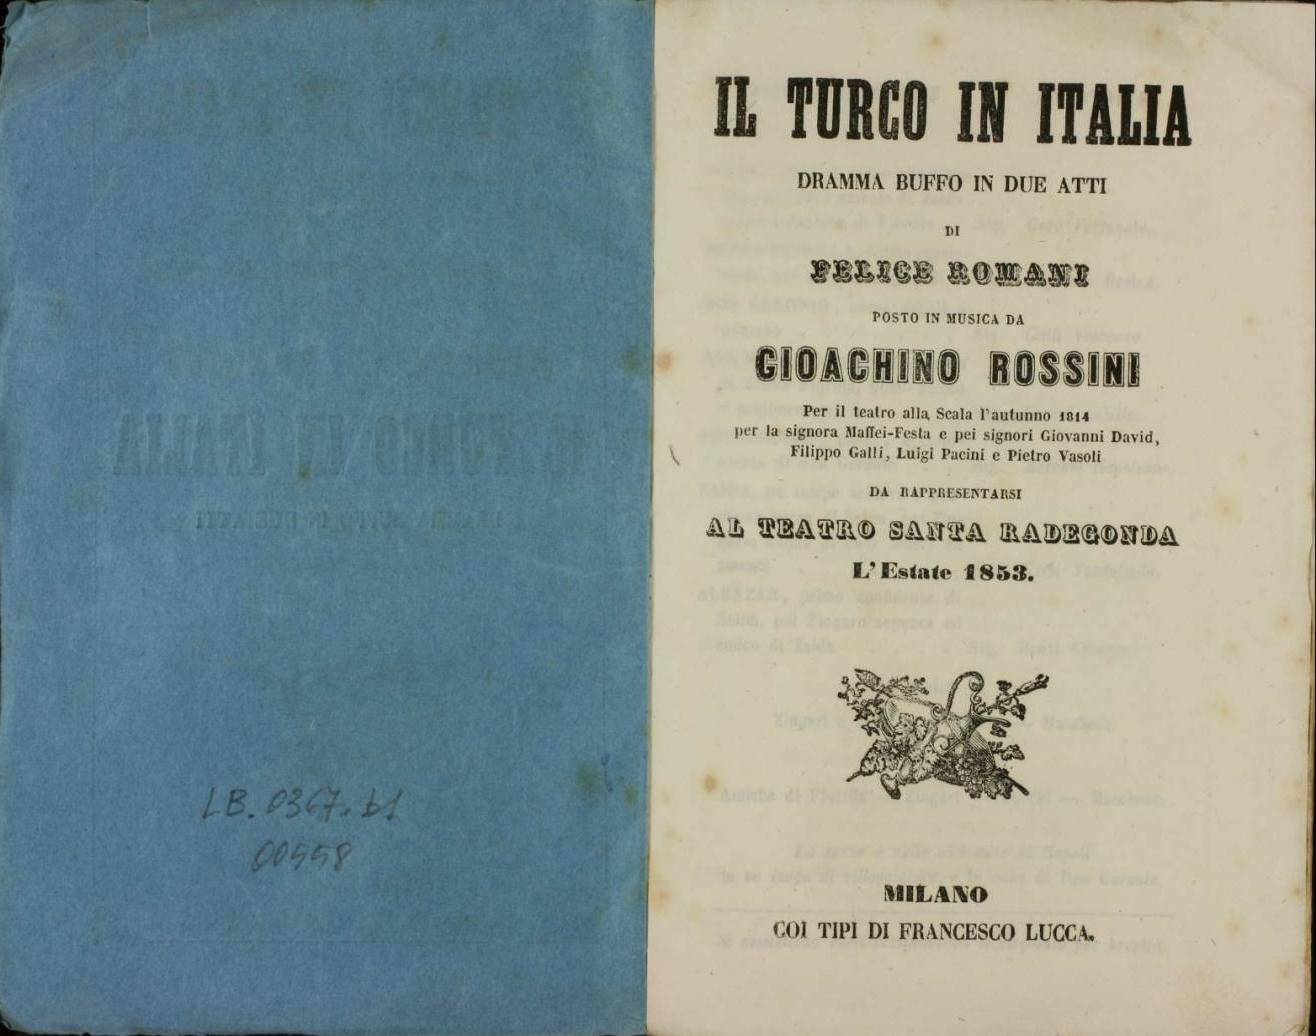 LB. 0367. b1
00558
IL TURCO IN ITALIA
DRAMMA BUFFO IN DUE ATTI
DI
FELICE ROMANI
POSTO IN MUSICA DA
GIOACHINO ROSSINI
Per il teatro alla Scala l'autunno 1814
per la signora Maffei-Festa e pei signori Giovanni David,
Filippo Galli, Luigi Pacini e Pietro Vasoli
DA RAPPRESENTARSI
AL TEATRO SANTA RADEGONDA
L'Estate 1853.
MILANO
COI TIPI DI FRANCESCO LUCCA.